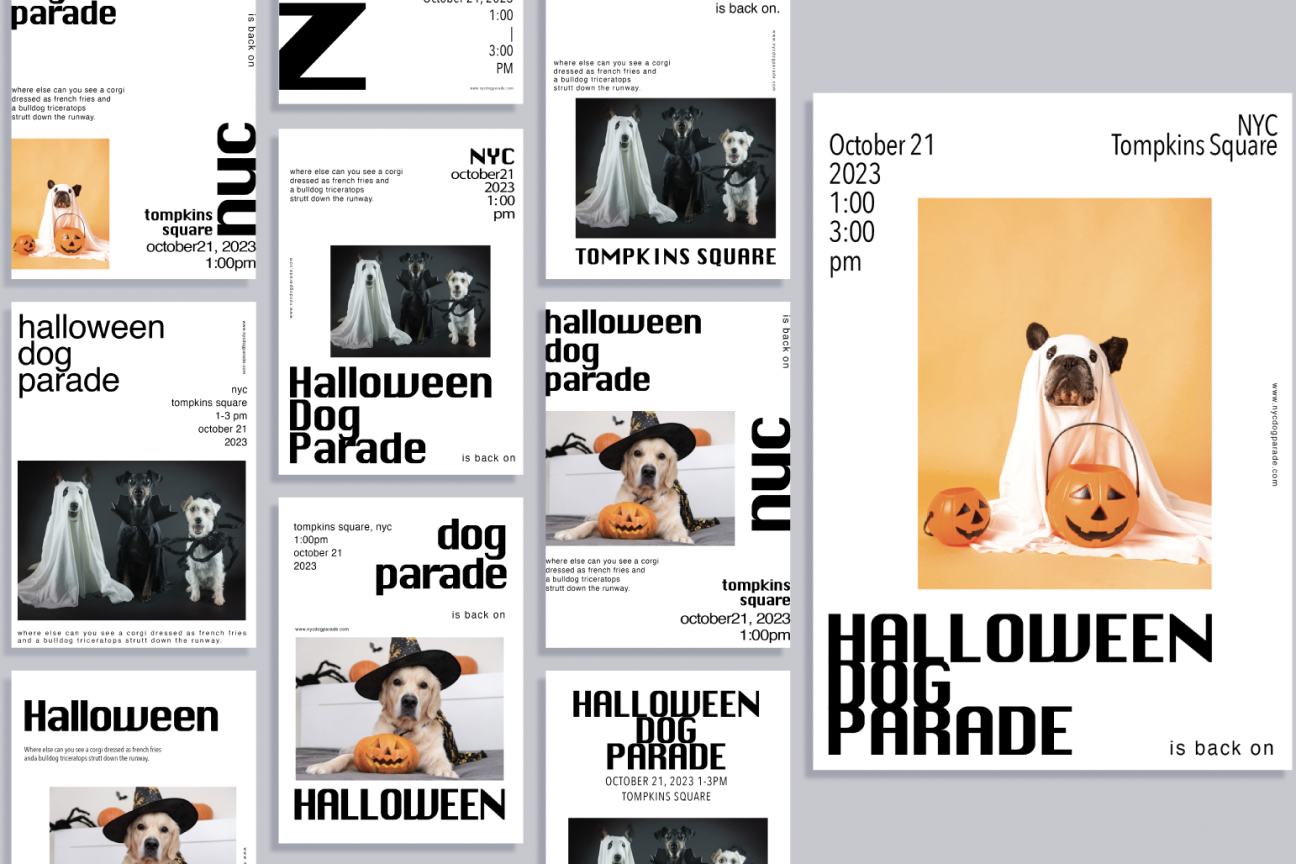 parade
is back on
where else can you see a corgi
dressed as french fries and
a bulldog triceratops
strutt down the runway.
nyc
tompkins
square
october21, 2023
1:00pm
halloween
dog
parade
www.nycdogparade.com
nyc
tompkins square
1-3 pm
october 21
2023
where else can you see a corgi dressed as french fries
and a bulldog triceratops strutt down the runway.
Halloween
Where else can you see a corgi dressed as french fries
anda bulldog triceratops strutt down the runway.
Z
October 21, 2023
1:00
|
3:00
PM
www.nycdogparade.com
NYC
october21
2023
1:00
pm
where else can you see a corgi
dressed as french fries and
a bulldog triceratops
strutt down the runway.
www.nycdogparade.com
Halloween
Dog
Parade
is back on
tompkins square, nyc
1:00pm
october 21
2023
dog
parade
is back on
www.nycdogparade.com
HALLOWEEN
is back on.
www.nycdogparade.com
where else can you see a corgi
dressed as french fries and
a bulldog triceratops
strutt down the runway.
TOMPKINS SQUARE
halloween
dog
parade
is back on
nyc
where else can you see a corgi
dressed as french fries and
a bulldog triceratops
strutt down the runway.
tompkins
square
october21, 2023
1:00pm
HALLOWEEN
DOG
PARADE
OCTOBER 21, 2023 1-3PM
TOMPKINS SQUARE
October 21
2023
1:00
3:00
pm
NYC
Tompkins Square
www.nycdogparade.com
HALLOWEEN
DOG
PARADE
is back on